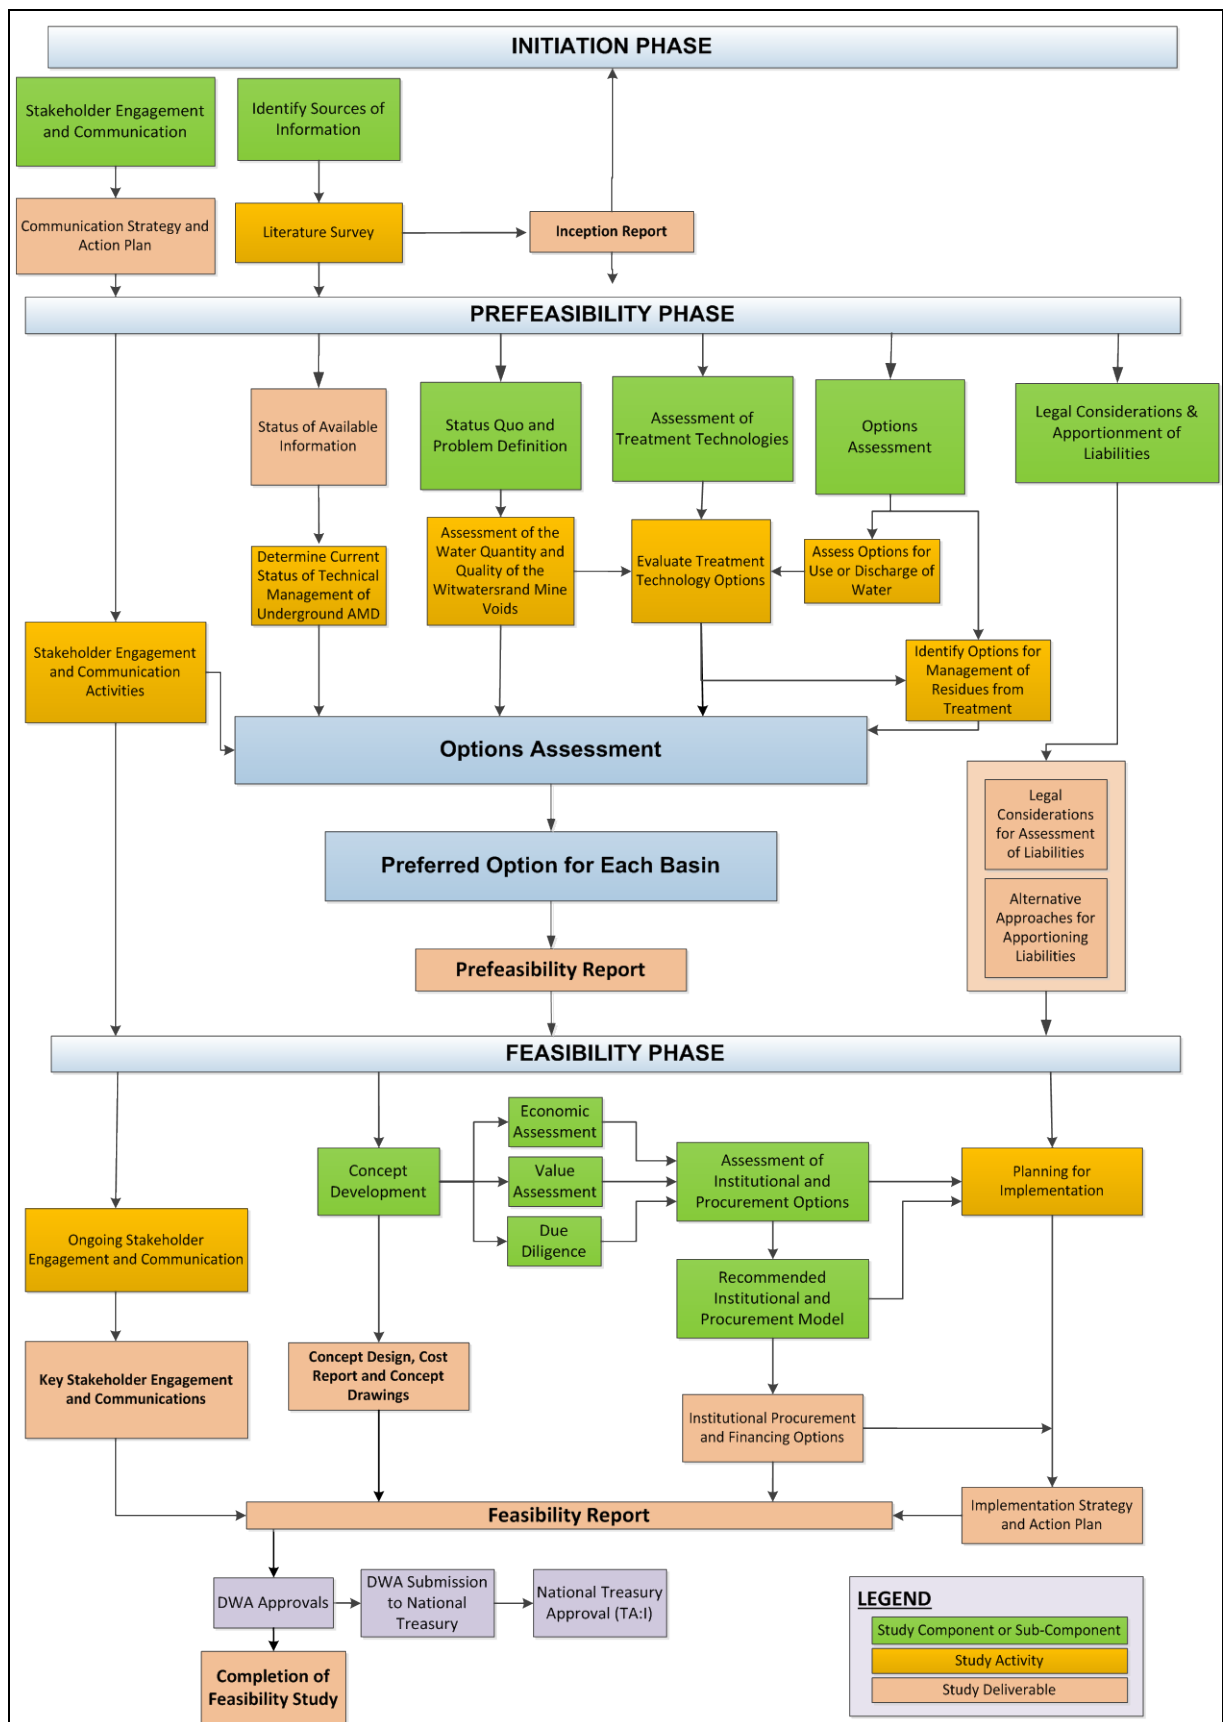 INITIATION PHASE
Stakeholder Engagement
and Communication
Identify Sources of
Information
Communication Strategy and
Action Plan
Literature Survey
Inception Report
PREFEASIBILITY PHASE
Status of Available
Information
Status Quo and
Problem Definition
Assessment of
Treatment Technologies
Options
Assessment
Legal Considerations &
Apportionment of
Liabilities
Determine Current
Status of Technical
Management of
Underground AMD
Assessment of the
Water Quantity and
Quality of the
Witwatersrand Mine
Voids
Evaluate Treatment
Technology Options
Assess Options for
Use or Discharge of
Water
Stakeholder Engagement
and Communication
Activities
Identify Options for
Management of
Residues from
Treatment
Options Assessment
Legal
Considerations
for Assessment
of Liabilities
Alternative
Approaches for
Apportioning
Liabilities
Preferred Option for Each Basin
Prefeasibility Report
FEASIBILITY PHASE
Concept
Development
Economic
Assessment
Value
Assessment
Due
Diligence
Assessment of
Institutional and
Procurement Options
Planning for
Implementation
Ongoing Stakeholder
Engagement and Communication
Recommended
Institutional and
Procurement Model
Key Stakeholder Engagement
and Communications
Concept Design, Cost
Report and Concept
Drawings
Institutional Procurement
and Financing Options
Feasibility Report
Implementation Strategy
and Action Plan
DWA Approvals
DWA Submission
to National
Treasury
National Treasury
Approval (TA:I)
Completion of
Feasibility Study
LEGEND
Study Component or Sub-Component
Study Activity
Study Deliverable